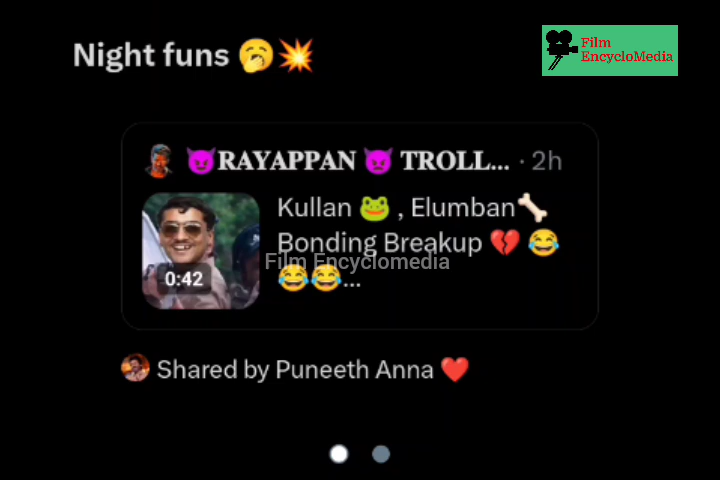 Night funs 🥱💥
Film
EncycloMedia
😈𝐑𝐀𝐘𝐀𝐏𝐏𝐀𝐍 😈 𝐓𝐑𝐎𝐋𝐋... · 2h
Kullan 🐸 , Elumban🦴
Bonding Breakup 💔 😂
Film Encyclomedia
😂😂...
0:42
Shared by Puneeth Anna ❤️